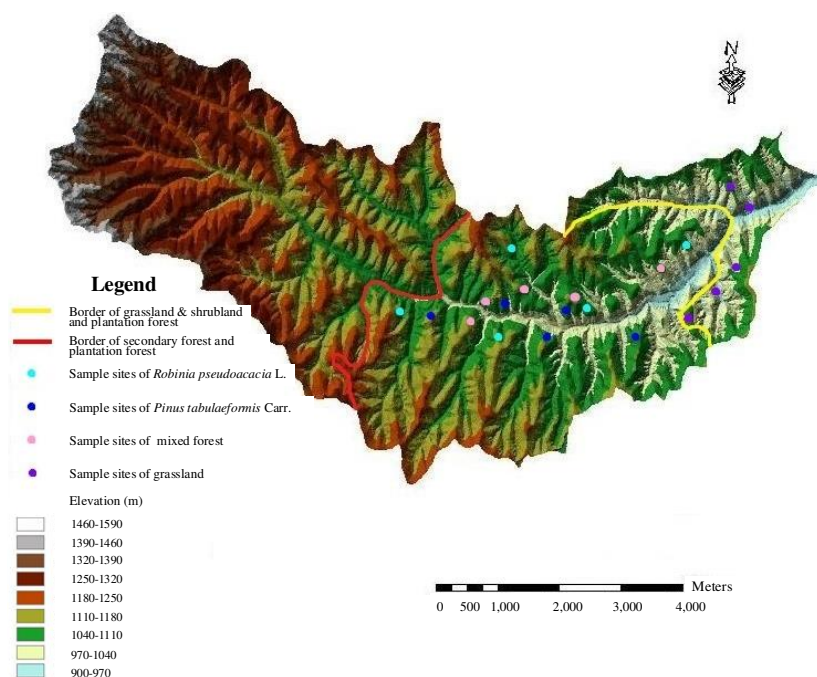 N
Legend
Border of grassland & shrubland
and plantation forest
Border of secondary forest and
plantation forest
Sample sites of Robinia pseudoacacia L.
Sample sites of Pinus tabulaeformis Carr.
Sample sites of mixed forest
Sample sites of grassland
Elevation (m)
1460-1590
1390-1460
1320-1390
1250-1320
1180-1250
1110-1180
1040-1110
970-1040
900-970
Meters
0 500 1,000 2,000 3,000 4,000